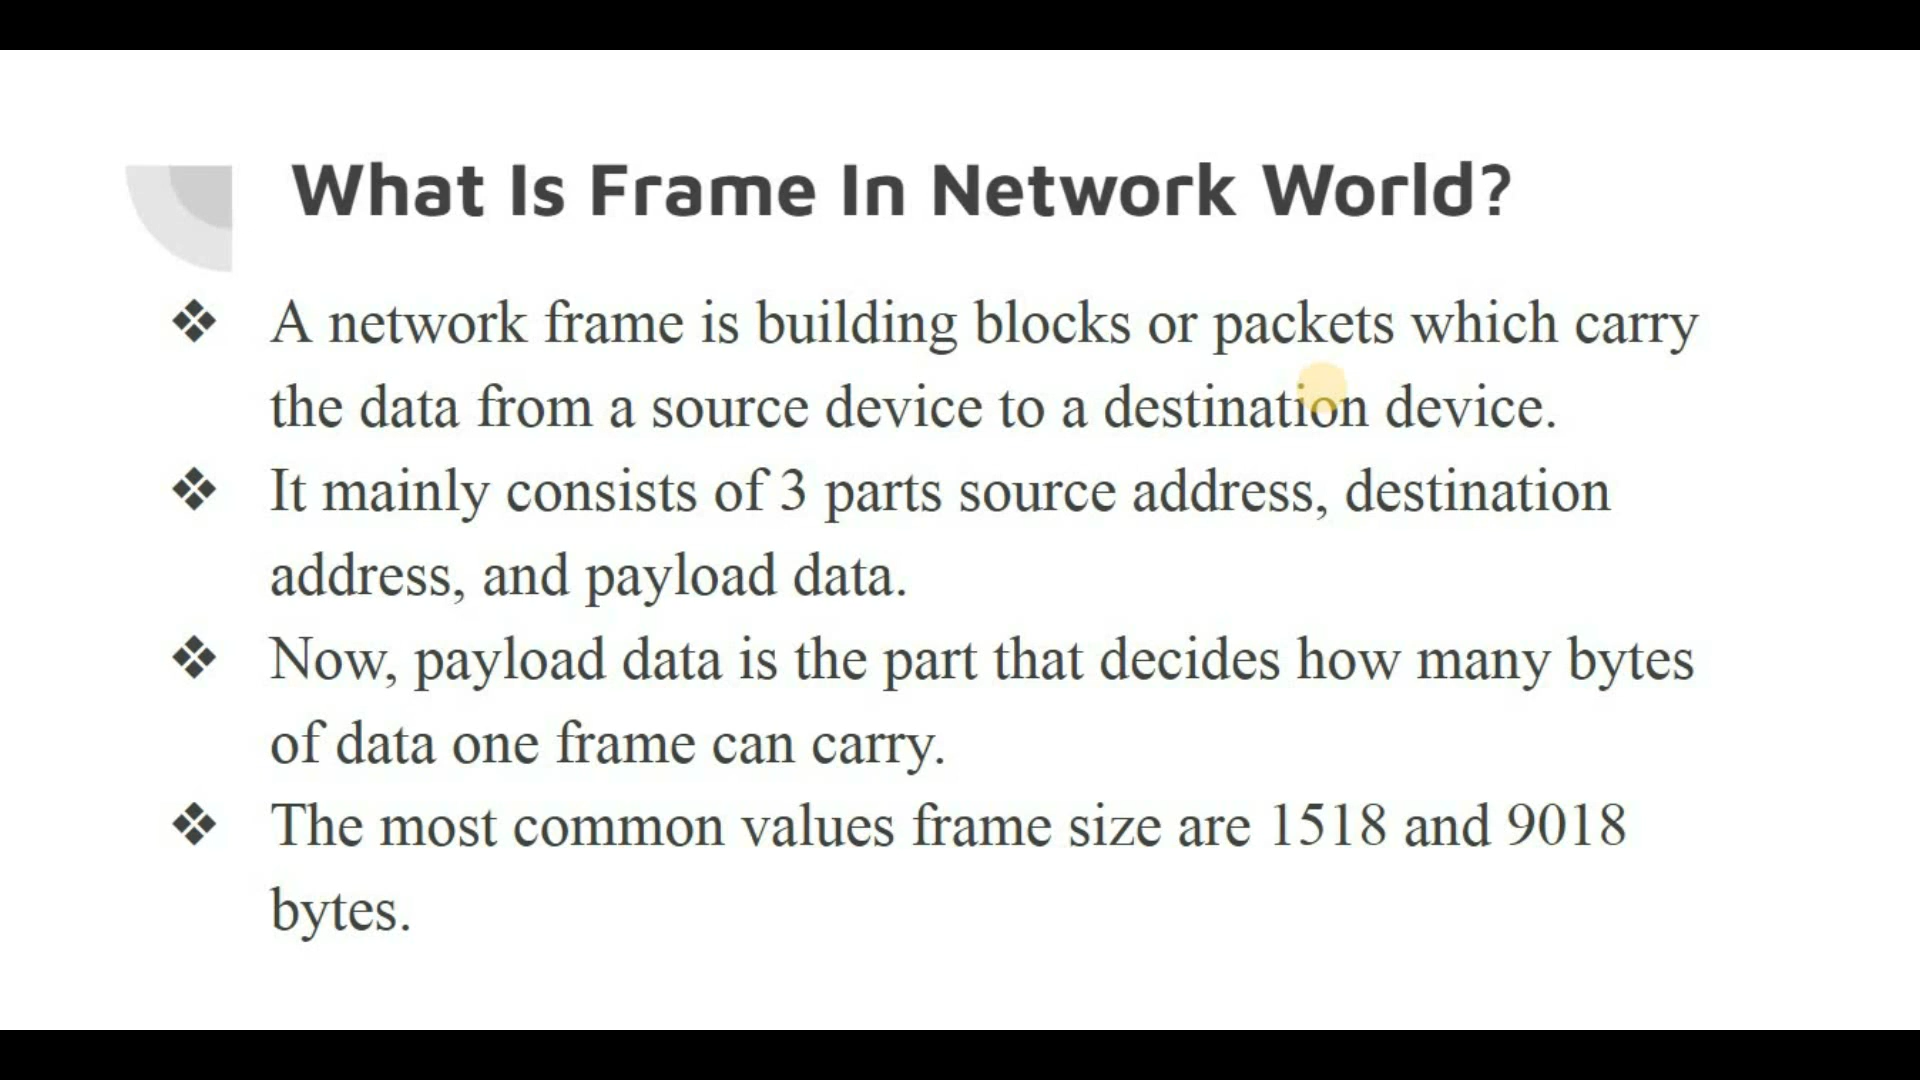 What Is Frame In Network World?
❖ A network frame is building blocks or packets which carry
the data from a source device to a destination device.
❖ It mainly consists of 3 parts source address, destination
address, and payload data.
❖ Now, payload data is the part that decides how many bytes
of data one frame can carry.
❖ The most common values frame size are 1518 and 9018
bytes.